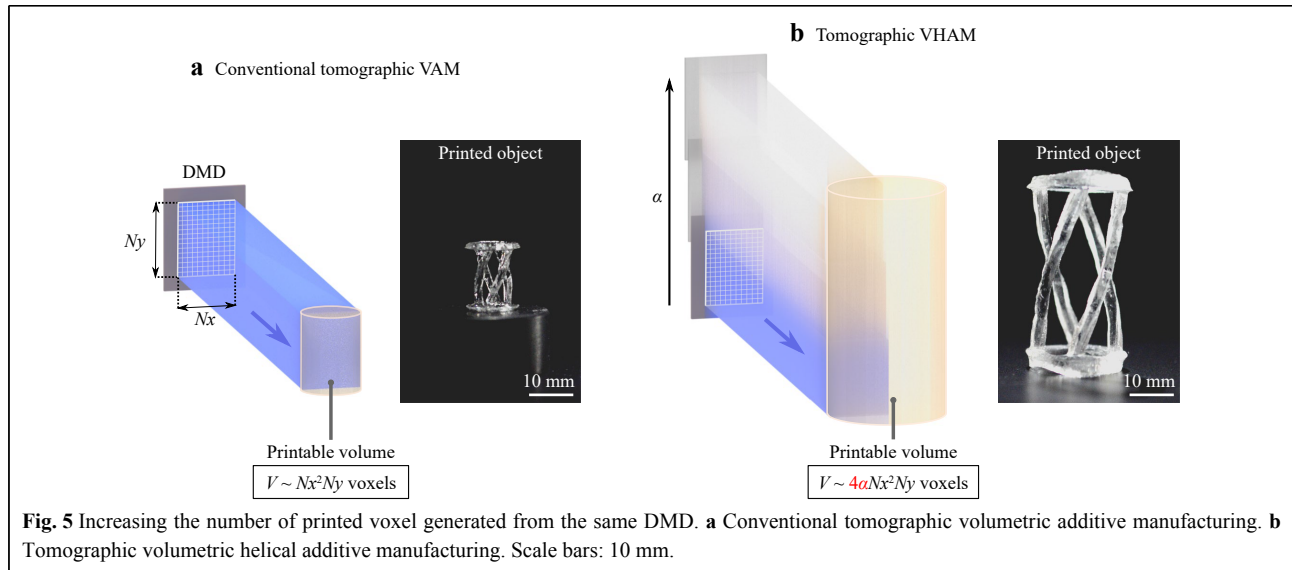 a Conventional tomographic VAM
DMD
Ny
Nx
Printed object
10 mm
Printable volume
V ~ Nx²Ny voxels
b Tomographic VHAM
α
Printed object
10 mm
Printable volume
V ~ 4αNx²Ny voxels
Fig. 5 Increasing the number of printed voxel generated from the same DMD. a Conventional tomographic volumetric additive manufacturing. b
Tomographic volumetric helical additive manufacturing. Scale bars: 10 mm.